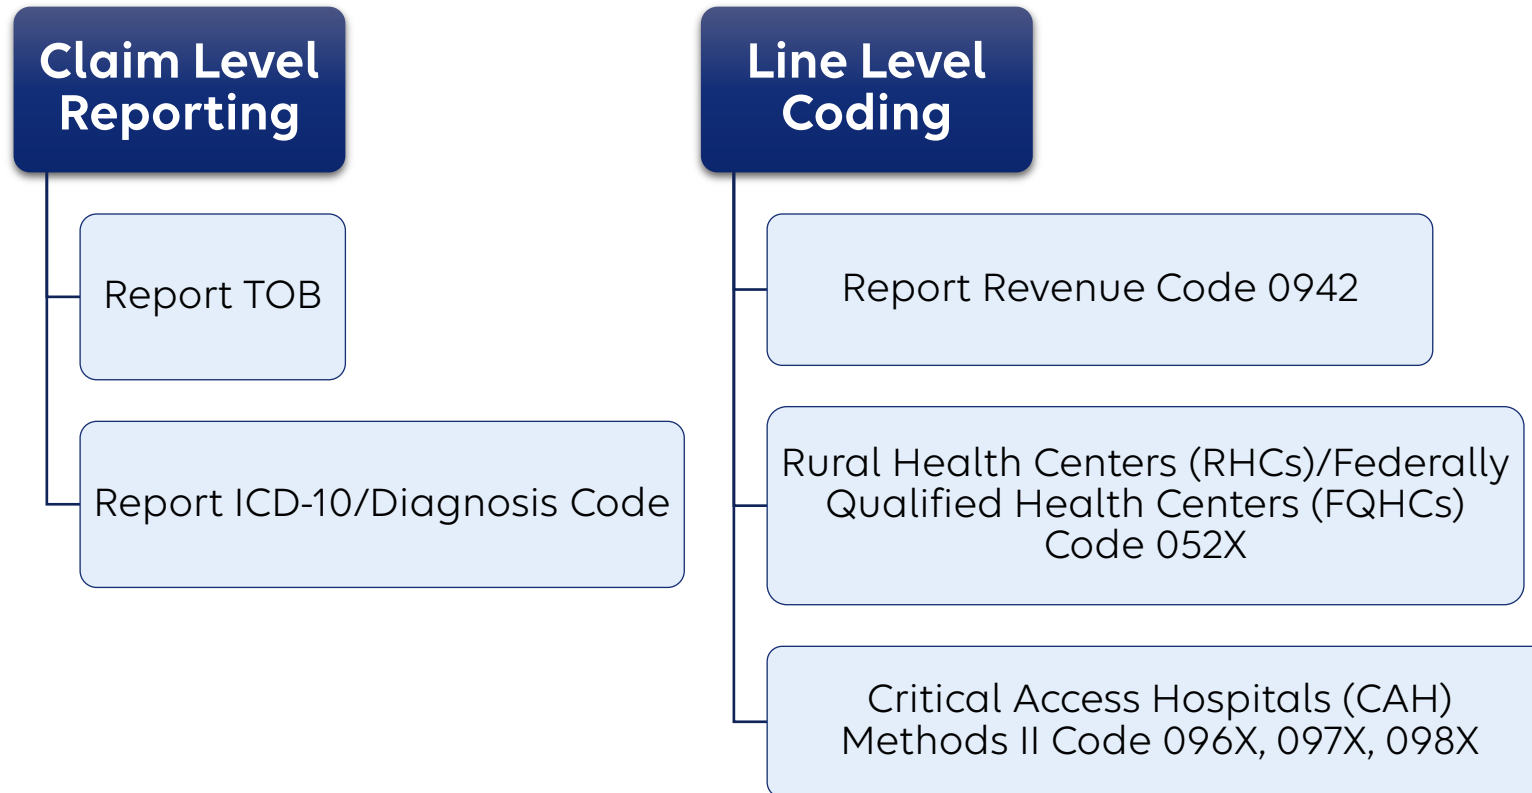 Claim Level
Reporting
Report TOB
Report ICD-10/Diagnosis Code
Line Level
Coding
Report Revenue Code 0942
Rural Health Centers (RHCs)/Federally
Qualified Health Centers (FQHCs)
Code 052X
Critical Access Hospitals (CAH)
Methods II Code 096X, 097X, 098X